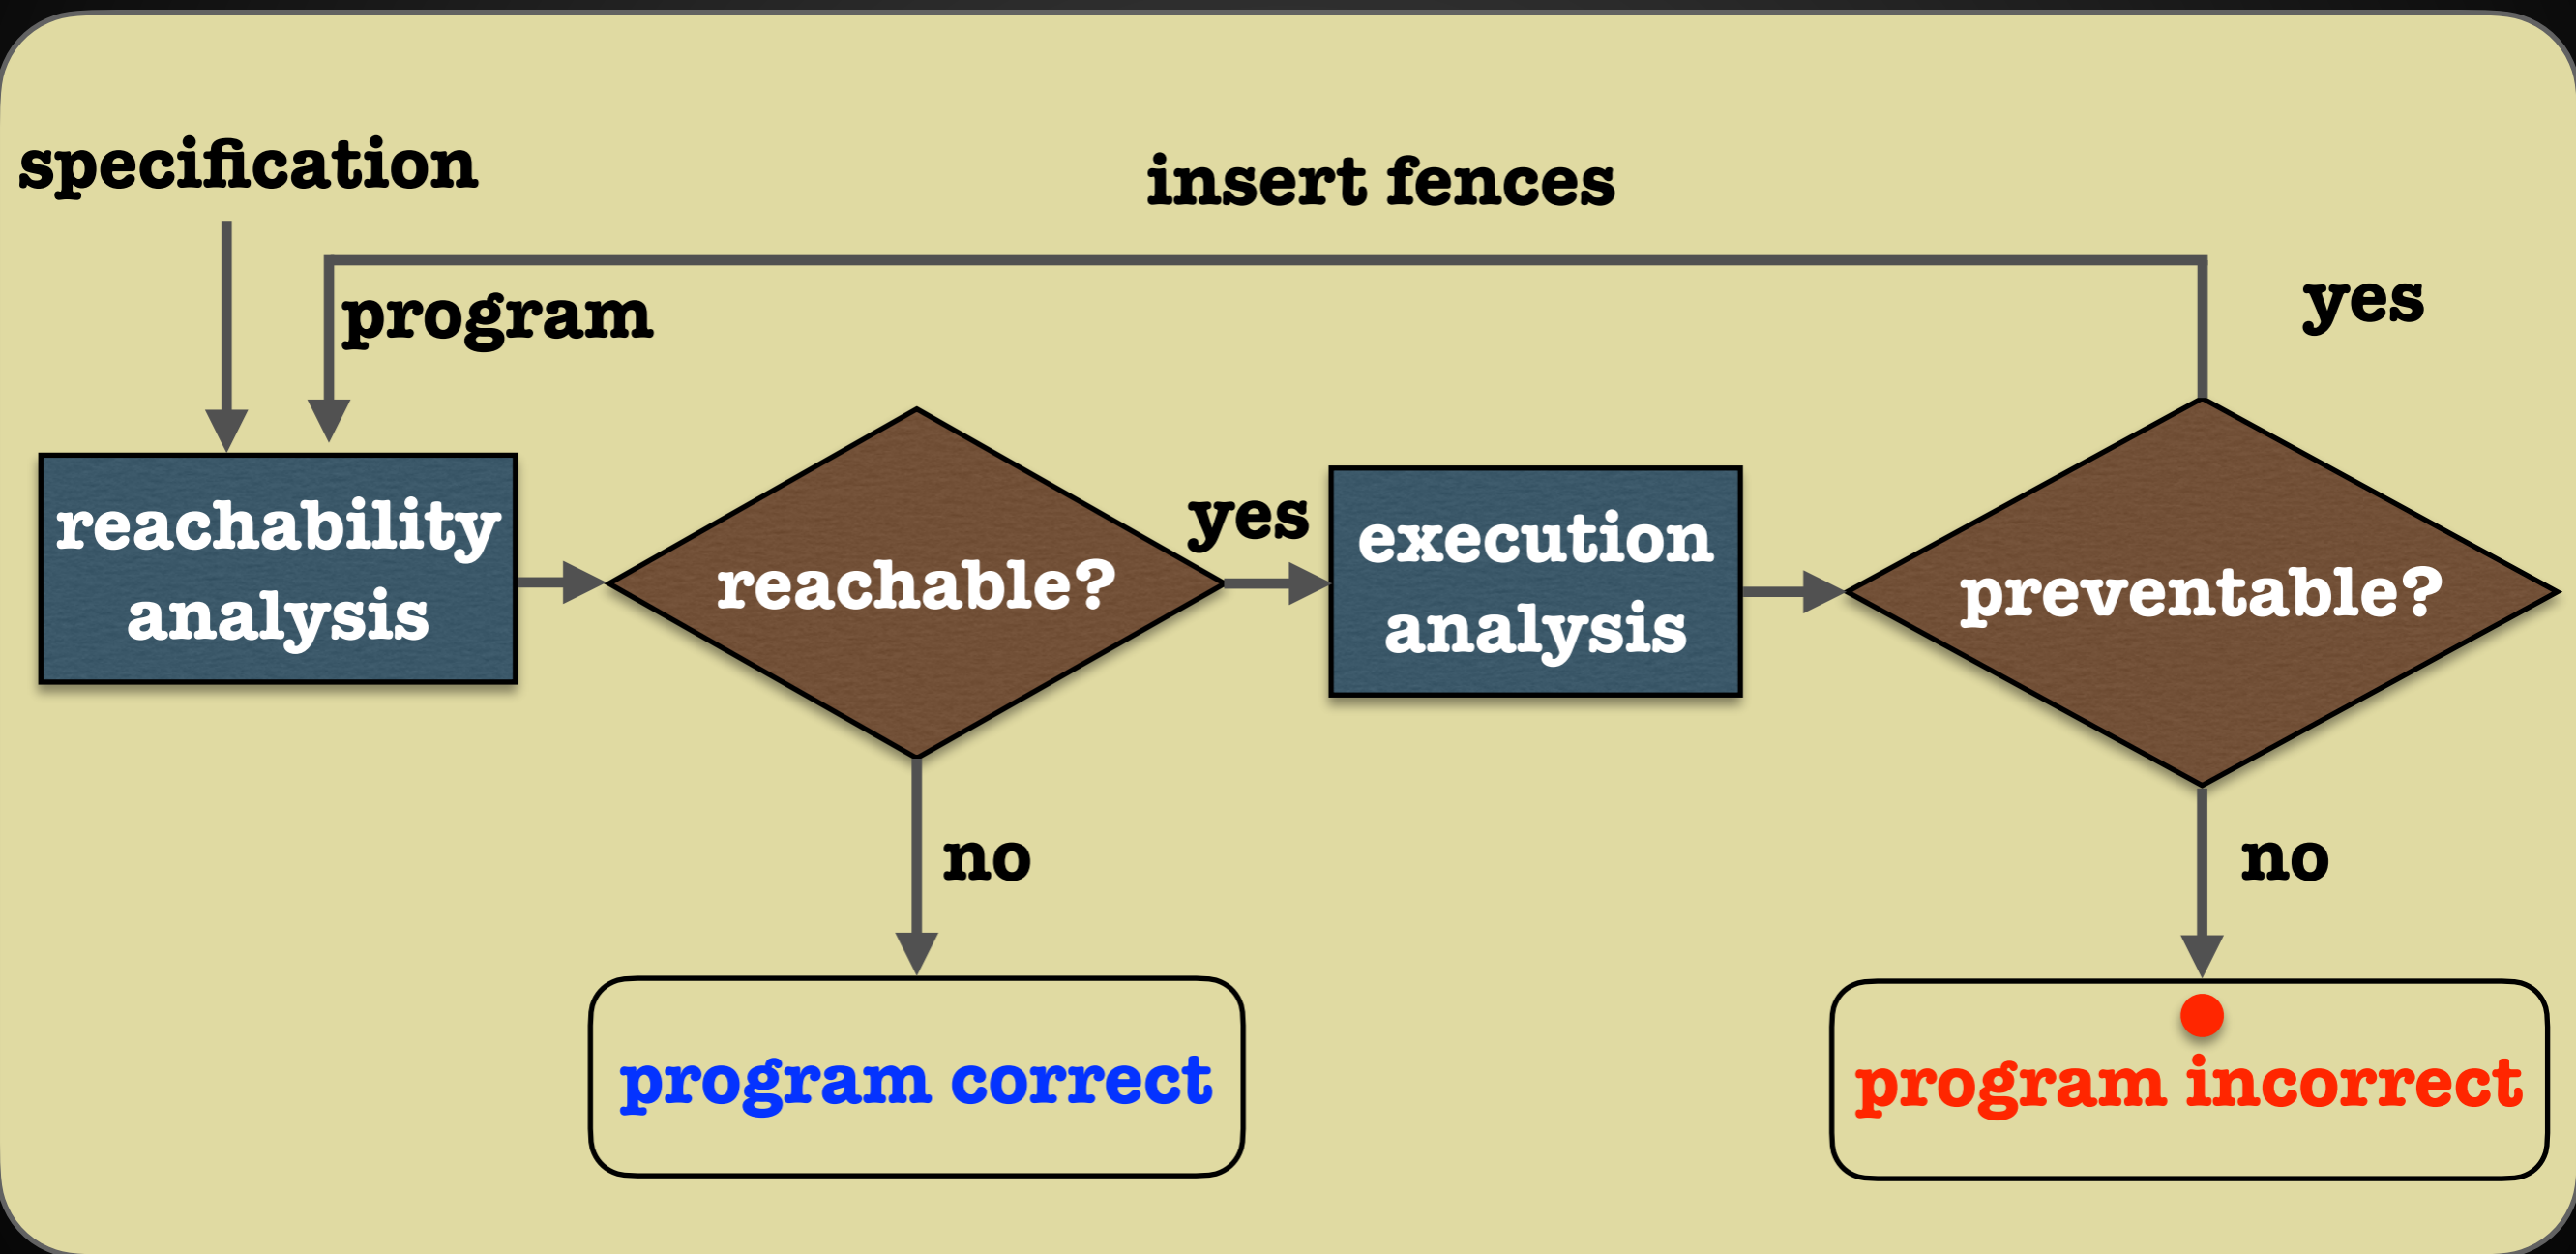 specification
insert fences
program
yes
reachability
analysis
reachable?
yes
execution
analysis
preventable?
no
no
program correct
program incorrect